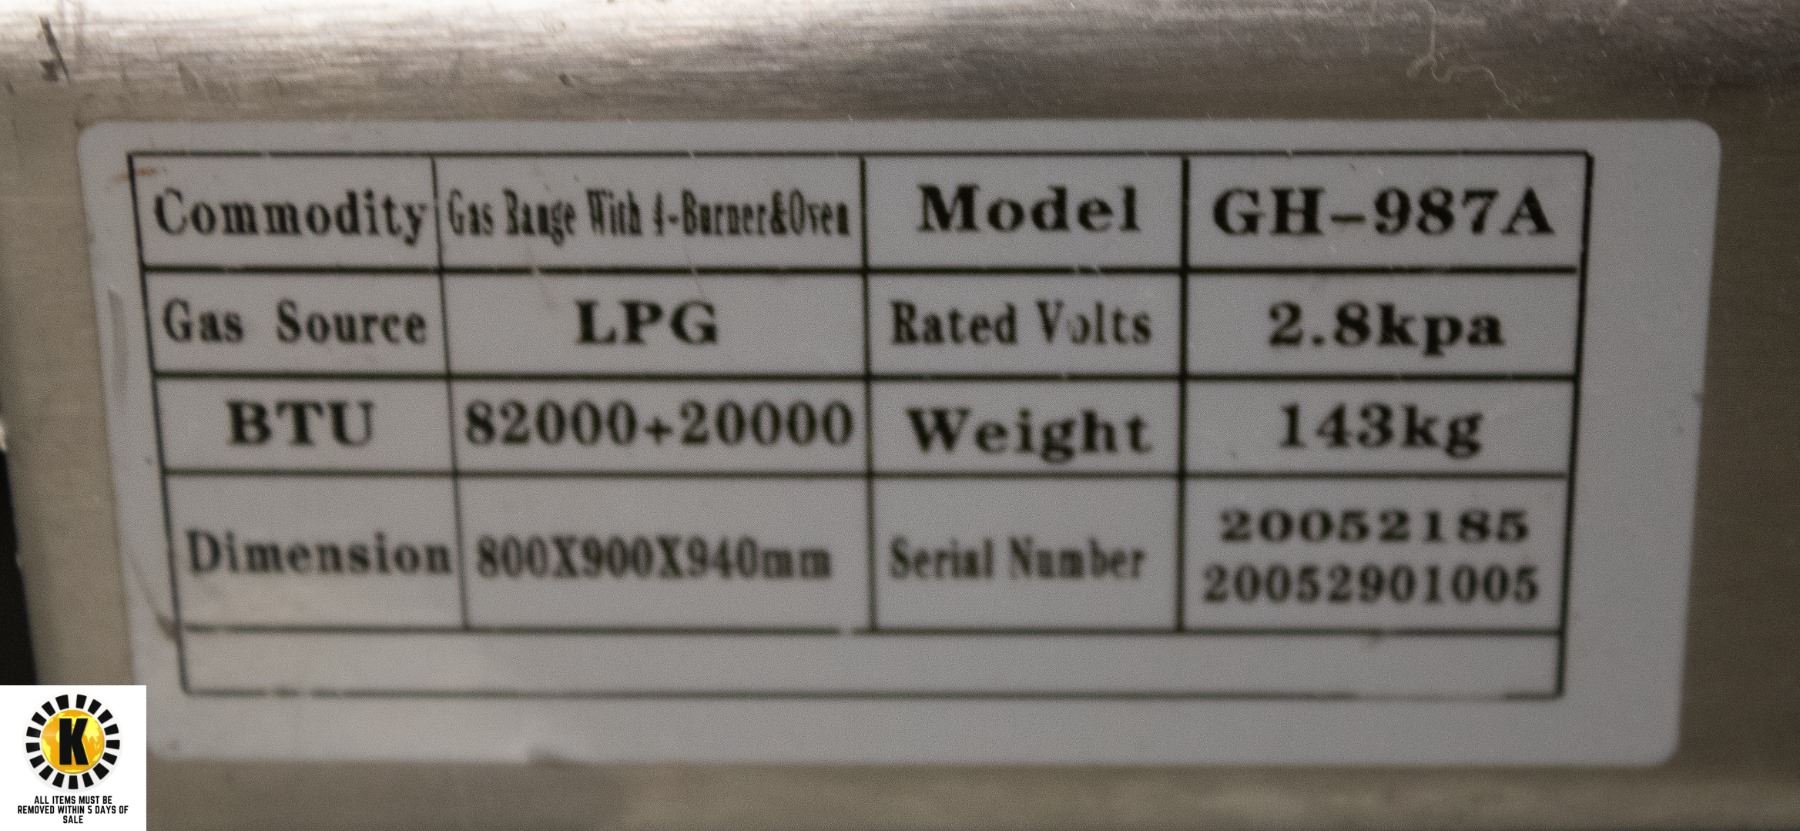 Commodity Gas Range With 4-Burner&Oven Model GH-987A
Gas Source LPG Rated Volts 2.8kpa
BTU 82000+20000 Weight 143kg
Dimension 800X900X940mm Serial Number 20052185
20052901005
K
ALL ITEMS MUST BE
REMOVED WITHIN 5 DAYS OF
SALE